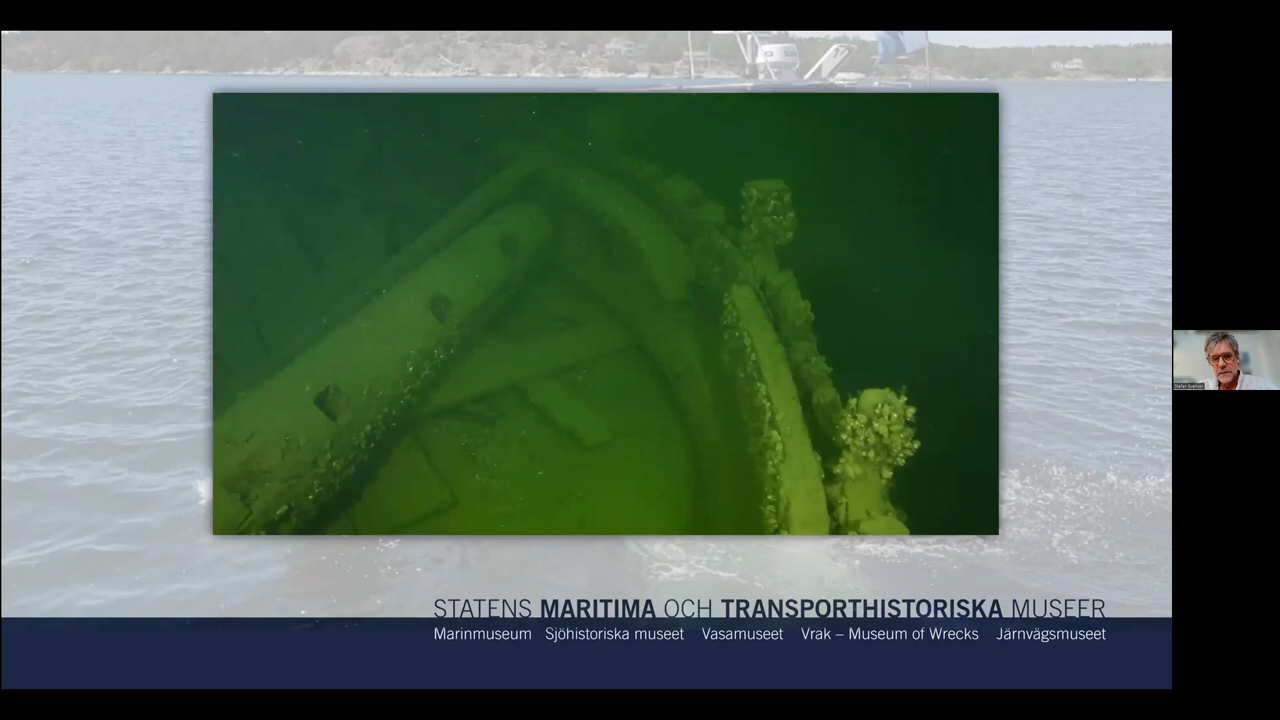 STATENS MARITIMA OCH TRANSPORTHISTORISKA MUSEER
Marinmuseum Sjöhistoriska museet Vasamuseet Vrak – Museum of Wrecks Järnvägsmuseet